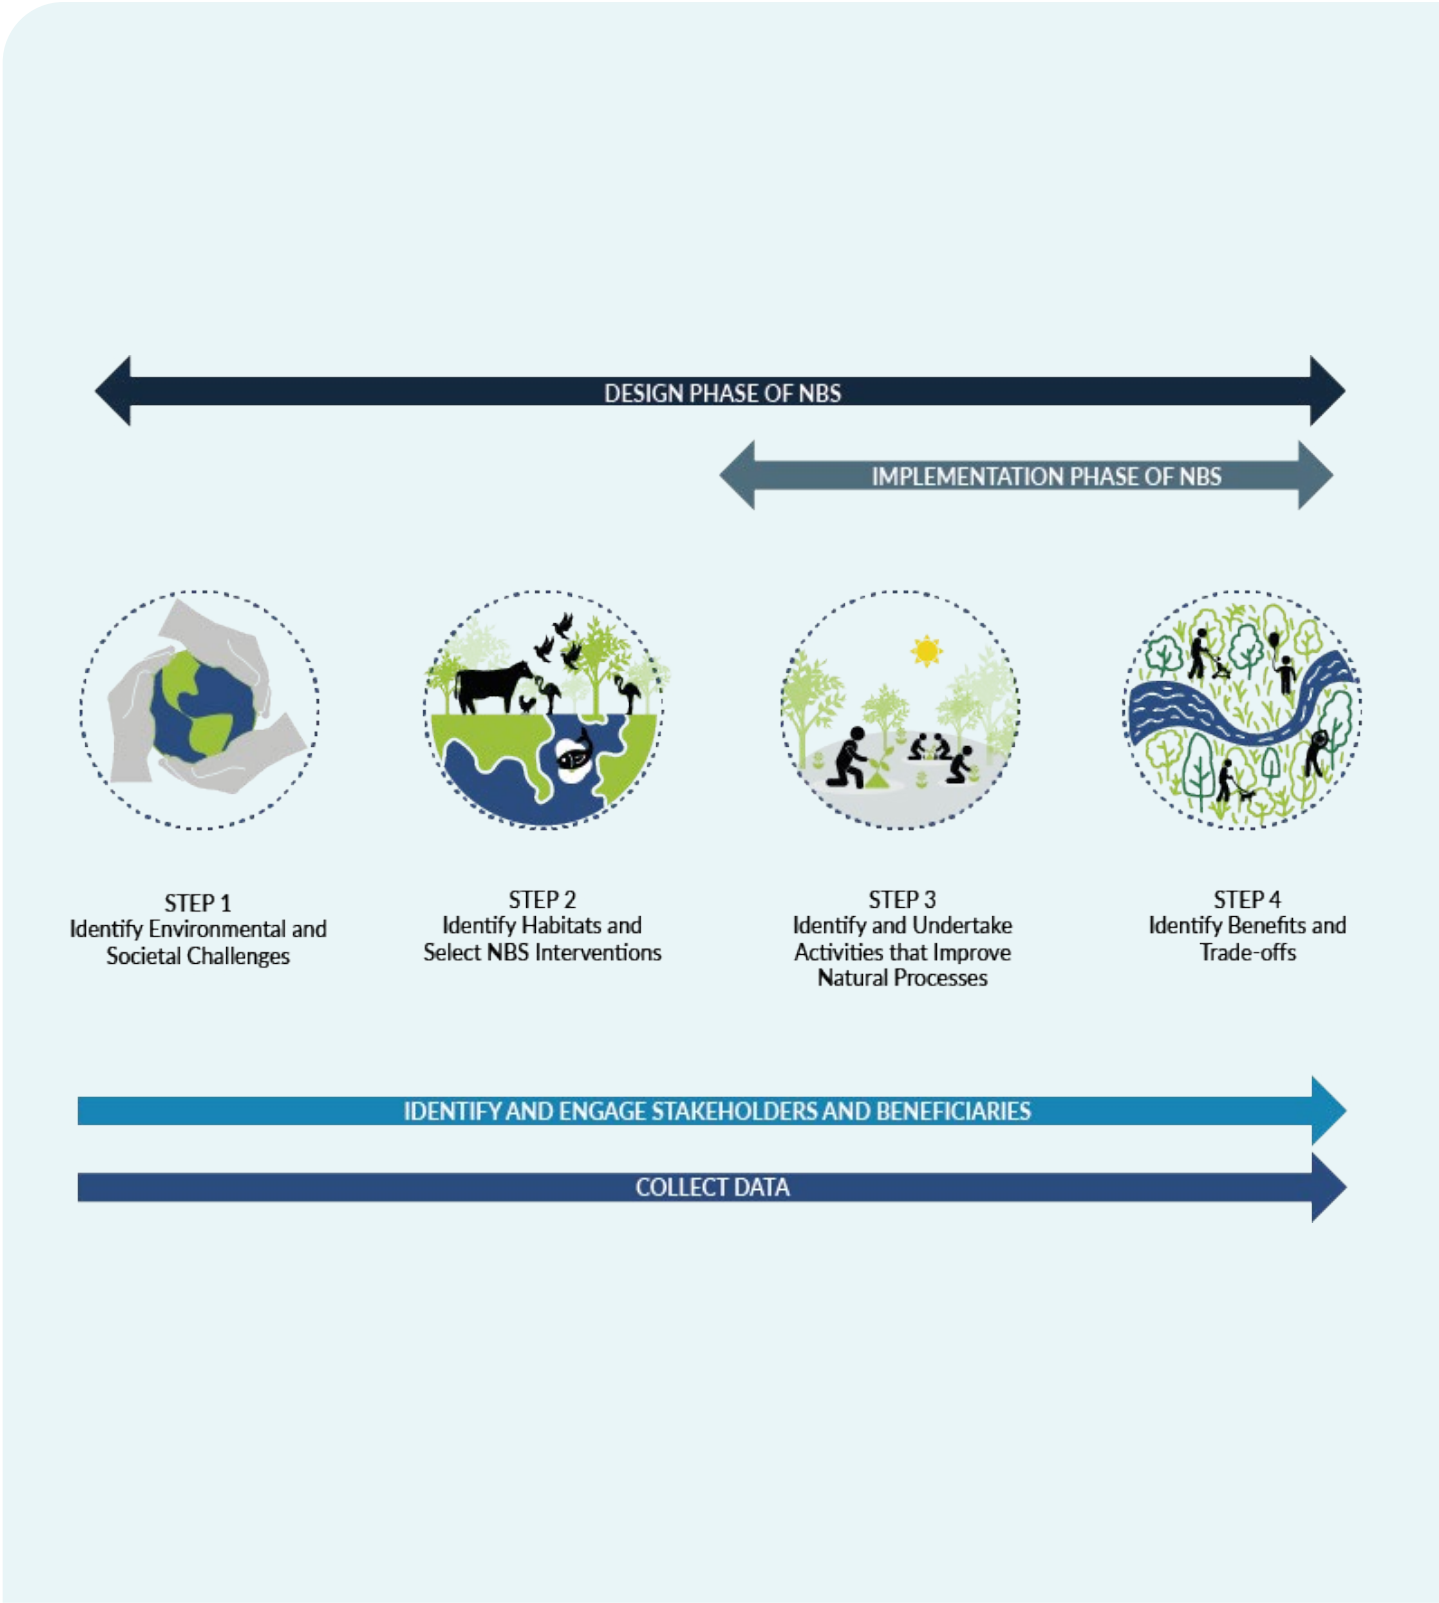 DESIGN PHASE OF NBS
IMPLEMENTATION PHASE OF NBS
STEP 1
Identify Environmental and
Societal Challenges
STEP 2
Identify Habitats and
Select NBS Interventions
STEP 3
Identify and Undertake
Activities that Improve
Natural Processes
STEP 4
Identify Benefits and
Trade-offs
IDENTIFY AND ENGAGE STAKEHOLDERS AND BENEFICIARIES
COLLECT DATA